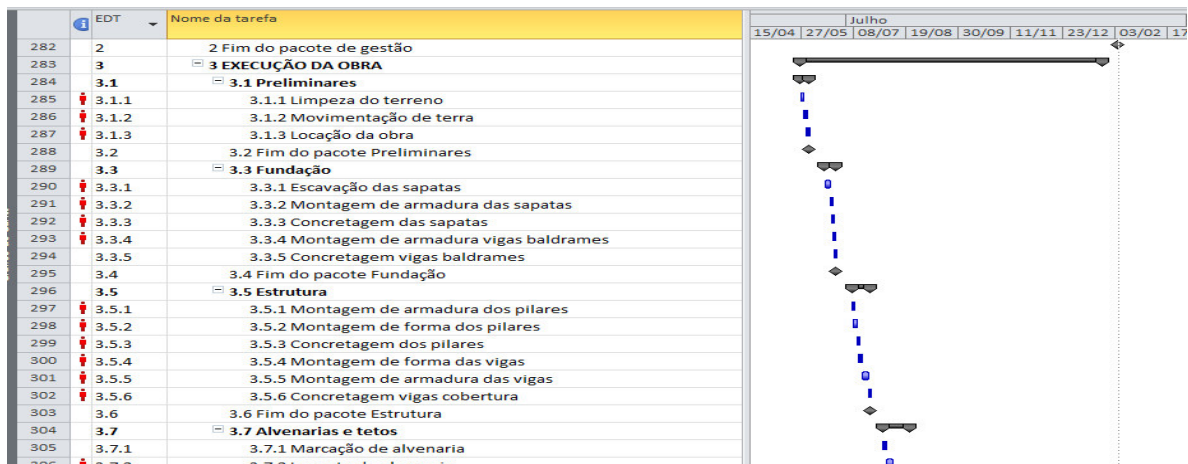 EDT Nome da tarefa Julho
15/04 27/05 08/07 19/08 30/09 11/11 23/12 03/02 17
282 2 2 Fim do pacote de gestão
283 3 3 EXECUÇÃO DA OBRA
284 3.1 3.1 Preliminares
285 3.1.1 3.1.1 Limpeza do terreno
286 3.1.2 3.1.2 Movimentação de terra
287 3.1.3 3.1.3 Locação da obra
288 3.2 3.2 Fim do pacote Preliminares
289 3.3 3.3 Fundação
290 3.3.1 3.3.1 Escavação das sapatas
291 3.3.2 3.3.2 Montagem de armadura das sapatas
292 3.3.3 3.3.3 Concretagem das sapatas
293 3.3.4 3.3.4 Montagem de armadura vigas baldrames
294 3.3.5 3.3.5 Concretagem vigas baldrames
295 3.4 3.4 Fim do pacote Fundação
296 3.5 3.5 Estrutura
297 3.5.1 3.5.1 Montagem de armadura dos pilares
298 3.5.2 3.5.2 Montagem de forma dos pilares
299 3.5.3 3.5.3 Concretagem dos pilares
300 3.5.4 3.5.4 Montagem de forma das vigas
301 3.5.5 3.5.5 Montagem de armadura das vigas
302 3.5.6 3.5.6 Concretagem vigas cobertura
303 3.6 3.6 Fim do pacote Estrutura
304 3.7 3.7 Alvenarias e tetos
305 3.7.1 3.7.1 Marcação de alvenaria